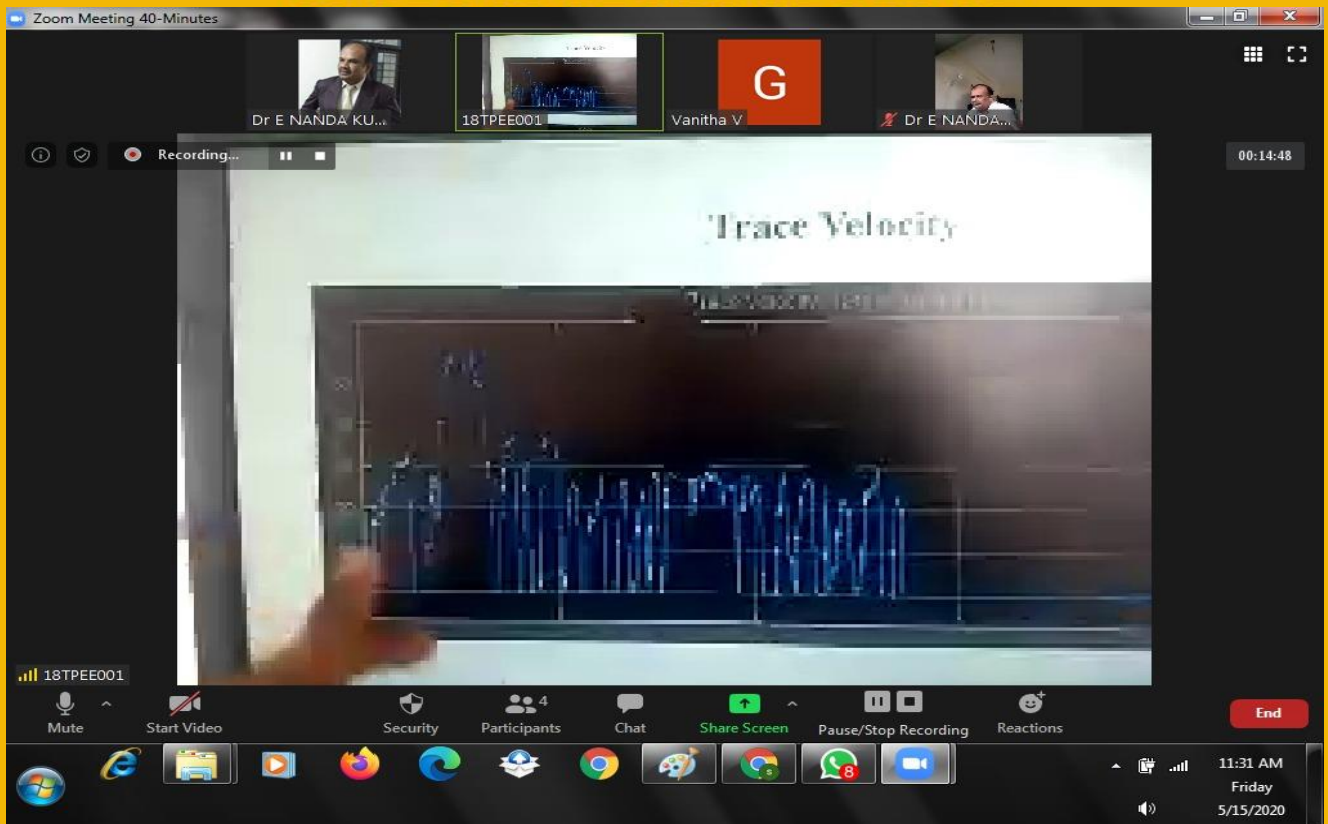 Zoom Meeting 40-Minutes
Dr E NANDA KU...
18TPEE001
G
Vanitha V
Dr E NANDA...
Recording...
00:14:48
Trace Velocity
18TPEE001
4
Mute
Start Video
Security
Participants
Chat
Share Screen
Pause/Stop Recording
Reactions
End
8
11:31 AM
Friday
5/15/2020